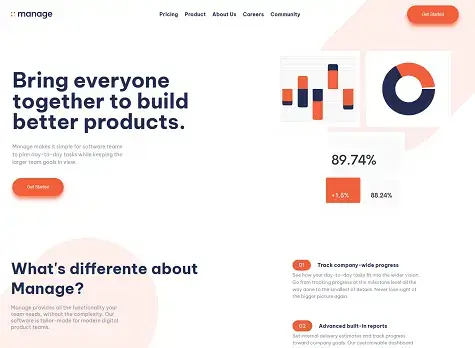 manage
Pricing Product About Us Careers Community
Get Started
Bring everyone
together to build
better products.
Manage makes it simple for software teams
to plan day-to-day tasks while keeping the
larger team goals in view.
Get Started
89.74%
+1.5% 88.24%
What's differente about
Manage?
Manage provides all the functionality your
team needs, without the complexity. Our
software is tailor-made for modern digital
product teams.
01 Track company-wide progress
See how your day-to-day tasks fit into the wider vision.
Go from tracking progress at the milestone level all the
way done to the smallest of details. Never lose sight of
the bigger picture again.
02 Advanced built-in reports
Set internal delivery estimates and track progress
toward company goals. Our customisable dashboard